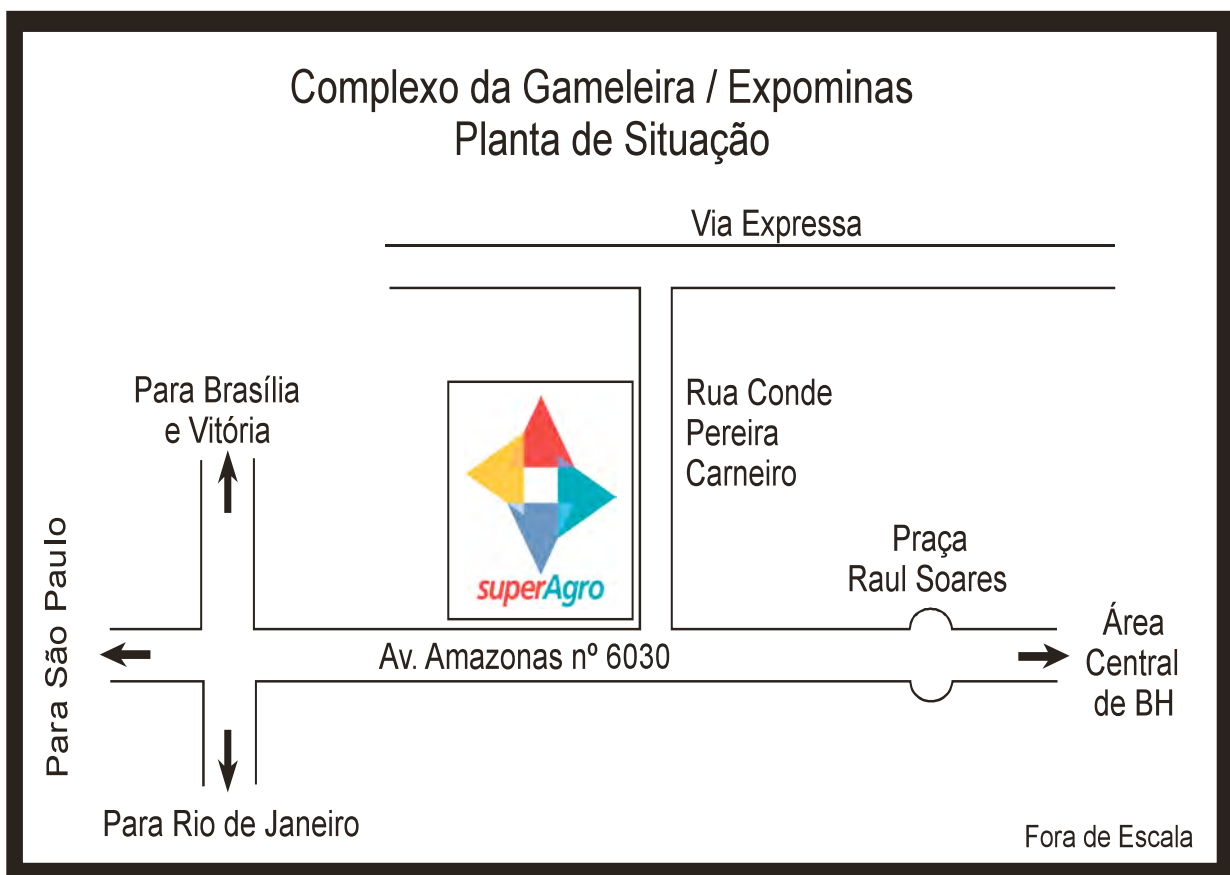 Complexo da Gameleira / Expominas
Planta de Situação
Via Expressa
Para Brasília
e Vitória
Rua Conde
Pereira
Carneiro
superAgro
Praça
Raul Soares
Para São Paulo
Av. Amazonas nº 6030
Área
Central
de BH
Para Rio de Janeiro
Fora de Escala